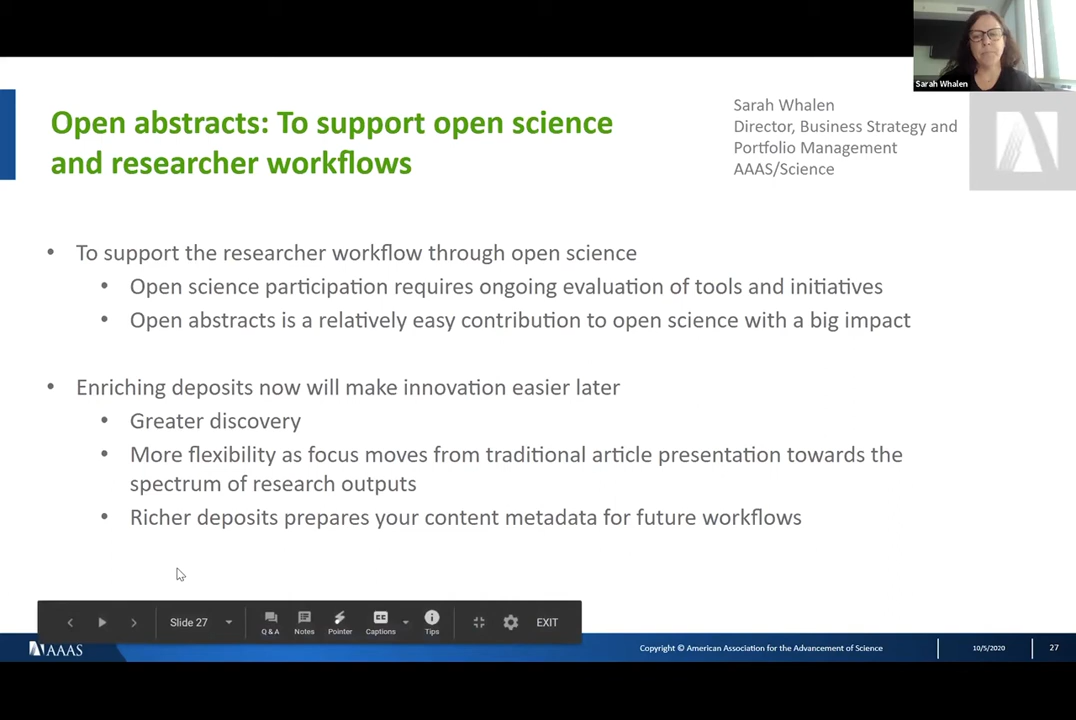 Sarah Whalen
Open abstracts: To support open science
and researcher workflows
Sarah Whalen
Director, Business Strategy and
Portfolio Management
AAAS/Science
• To support the researcher workflow through open science
• Open science participation requires ongoing evaluation of tools and initiatives
• Open abstracts is a relatively easy contribution to open science with a big impact
• Enriching deposits now will make innovation easier later
• Greater discovery
• More flexibility as focus moves from traditional article presentation towards the
spectrum of research outputs
• Richer deposits prepares your content metadata for future workflows
Slide 27
Q & A
Notes
Pointer
CC
Captions
Tips
EXIT
AAAS
Copyright © American Association for the Advancement of Science
10/5/2020
27